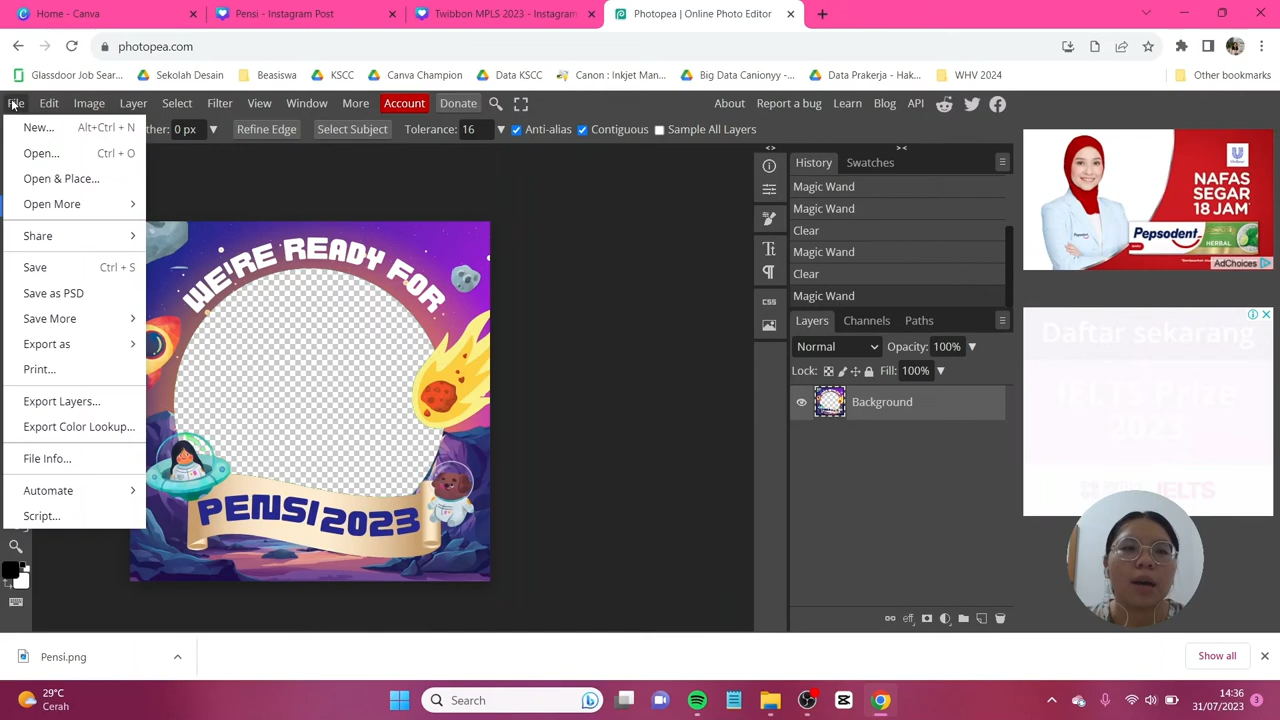 Home - Canva
Pensi - Instagram Post
Twibbon MPLS 2023 - Instagram
Photopea | Online Photo Editor
photopea.com
Glassdoor Job Sear...
Sekolah Desain
Beasiswa
KSCC
Canva Champion
Data KSCC
Canon : Inkjet Man...
Big Data Canionyy - ...
Data Prakerja - Hak...
WHV 2024
Other bookmarks
File Edit Image Layer Select Filter View Window More Account Donate
About Report a bug Learn Blog API
ther: 0 px Refine Edge Select Subject Tolerance: 16 Anti-alias Contiguous Sample All Layers
New... Alt+Ctrl + N
Open... Ctrl + O
Open & Place...
Open More
Share
Save Ctrl + S
Save as PSD
Save More
Export as
Print...
Export Layers...
Export Color Lookup...
File Info...
Automate
Script...
WE'RE READY FOR
PENSI 2023
> <
> <
History Swatches
Magic Wand
Magic Wand
Clear
Magic Wand
Clear
Magic Wand
CSS
Layers Channels Paths
Normal Opacity: 100%
Lock: Fill: 100%
Background
eff
Unilever
NAFAS
SEGAR
18 JAM
Pepsodent
HERBAL
AdChoices
Daftar sekarang
IELTS Prize
2023
IELTS
Pensi.png
Show all
29°C
Cerah
Search
14:36
31/07/2023
3